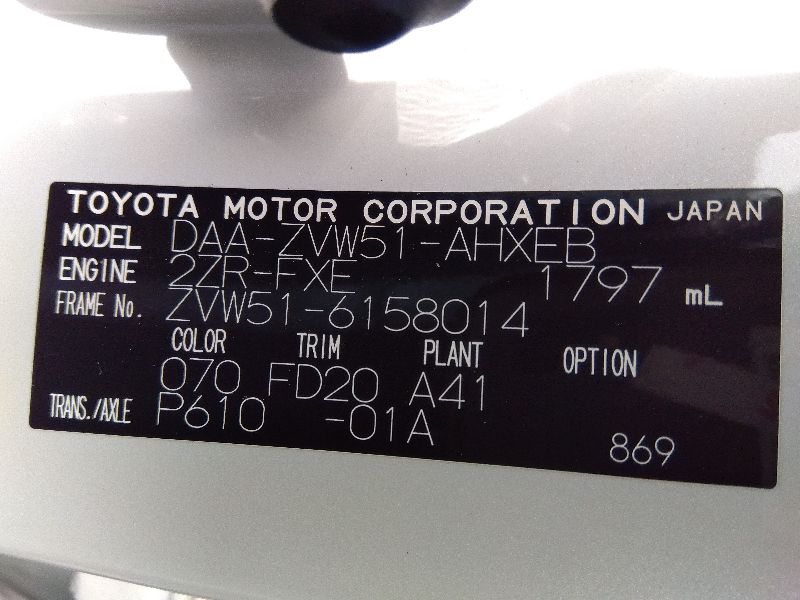 TOYOTA MOTOR CORPORATION JAPAN
MODEL DAA-ZVW51-AHXEB
ENGINE 2ZR-FXE 1797 mL
FRAME No. ZVW51-6158014
COLOR TRIM PLANT OPTION
070 FD20 A41
TRANS./AXLE P610 -01A
869